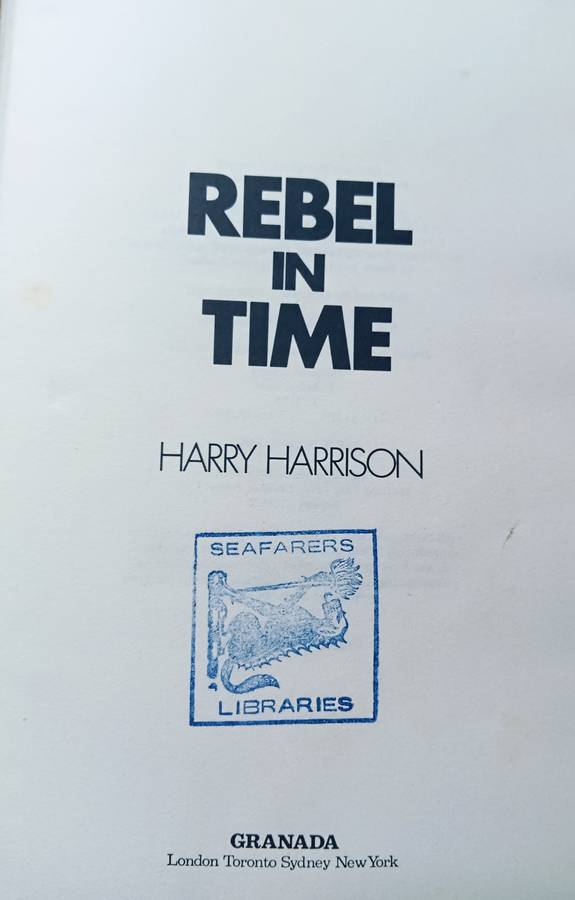 REBEL
IN
TIME
HARRY HARRISON
SEAFARERS
LIBRARIES
GRANADA
London Toronto Sydney New York